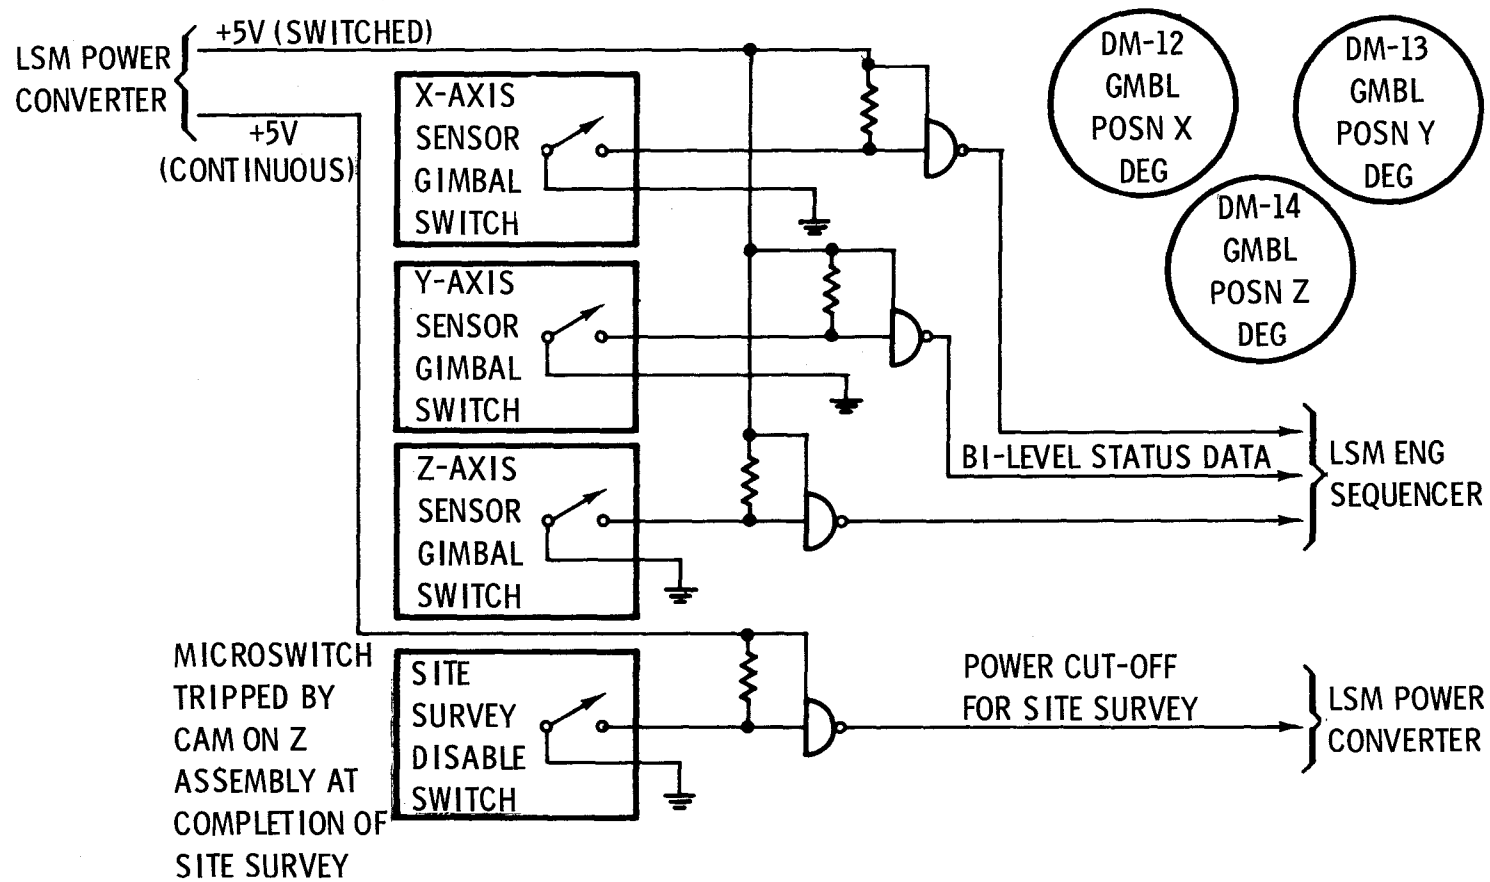 LSM POWER
CONVERTER
+5V (SWITCHED)
+5V
(CONTINUOUS)
X-AXIS
SENSOR
GIMBAL
SWITCH
Y-AXIS
SENSOR
GIMBAL
SWITCH
Z-AXIS
SENSOR
GIMBAL
SWITCH
SITE
SURVEY
DISABLE
SWITCH
MICROSWITCH
TRIPPED BY
CAM ON Z
ASSEMBLY AT
COMPLETION OF
SITE SURVEY
DM-12
GMBL
POSN X
DEG
DM-13
GMBL
POSN Y
DEG
DM-14
GMBL
POSN Z
DEG
BI-LEVEL STATUS DATA
LSM ENG
SEQUENCER
POWER CUT-OFF
FOR SITE SURVEY
LSM POWER
CONVERTER